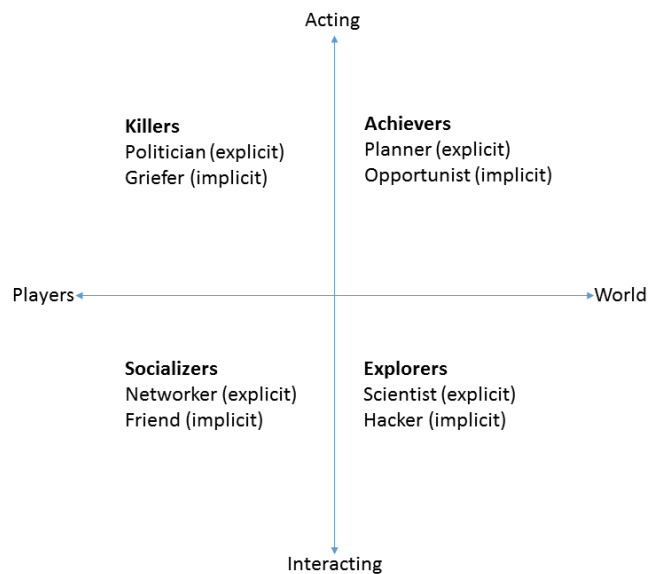 Acting
Killers
Politician (explicit)
Griefer (implicit)
Achievers
Planner (explicit)
Opportunist (implicit)
Players
World
Socializers
Networker (explicit)
Friend (implicit)
Explorers
Scientist (explicit)
Hacker (implicit)
Interacting